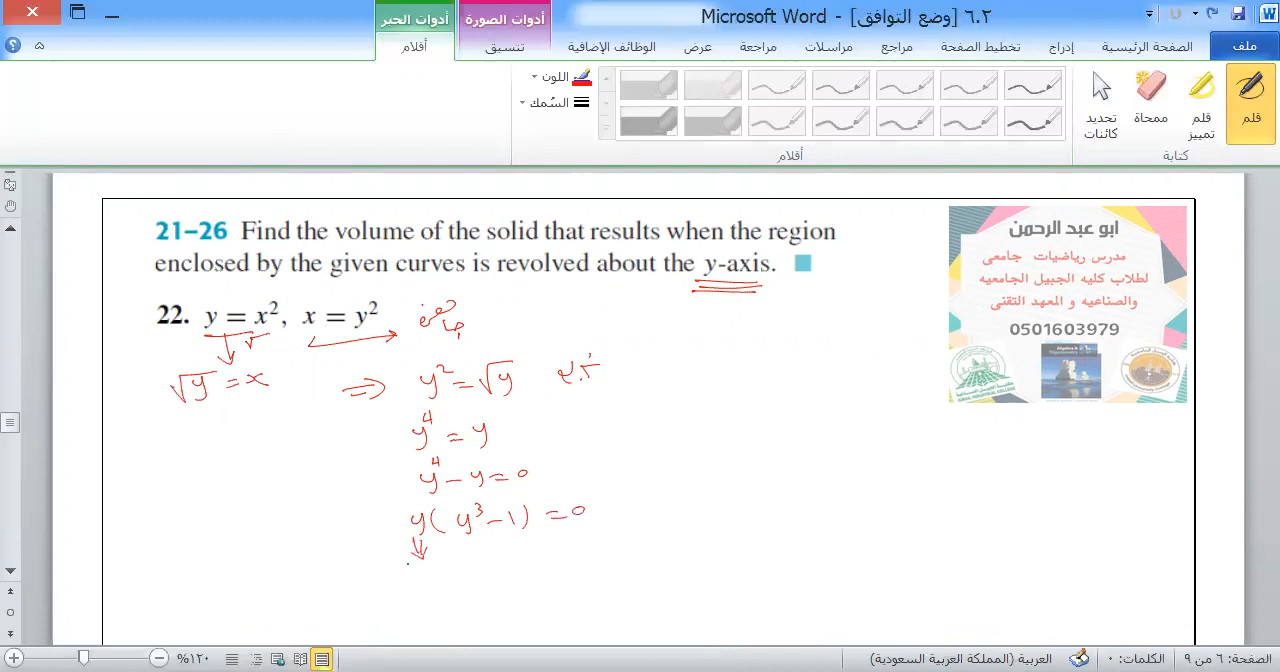 ٦.٢ [وضع التوافق] - Microsoft Word
أدوات الصورة
أدوات الحبر
ملف
الصفحة الرئيسية
إدراج
تخطيط الصفحة
مراجع
مراسلات
مراجعة
عرض
الوظائف الإضافية
تنسيق
أقلام
قلم
قلم تمييز
ممحاة
تحديد كائنات
اللون
السُمك
كتابة
أقلام
21–26 Find the volume of the solid that results when the region
enclosed by the given curves is revolved about the y-axis.
22. y = x², x = y²
جاهزة
√
√y = x ⇒ y² = √y
y⁴ = y
y⁴ - y = 0
y( y³ - 1) = 0
ابو عبد الرحمن
مدرس رياضيات جامعى
لطلاب كليه الجبيل الجامعيه
والصناعيه و المعهد التقنى
0501603979
الصفحة: ٦ من ٩
الكلمات: ٠
العربية (المملكة العربية السعودية)
١٢٠%